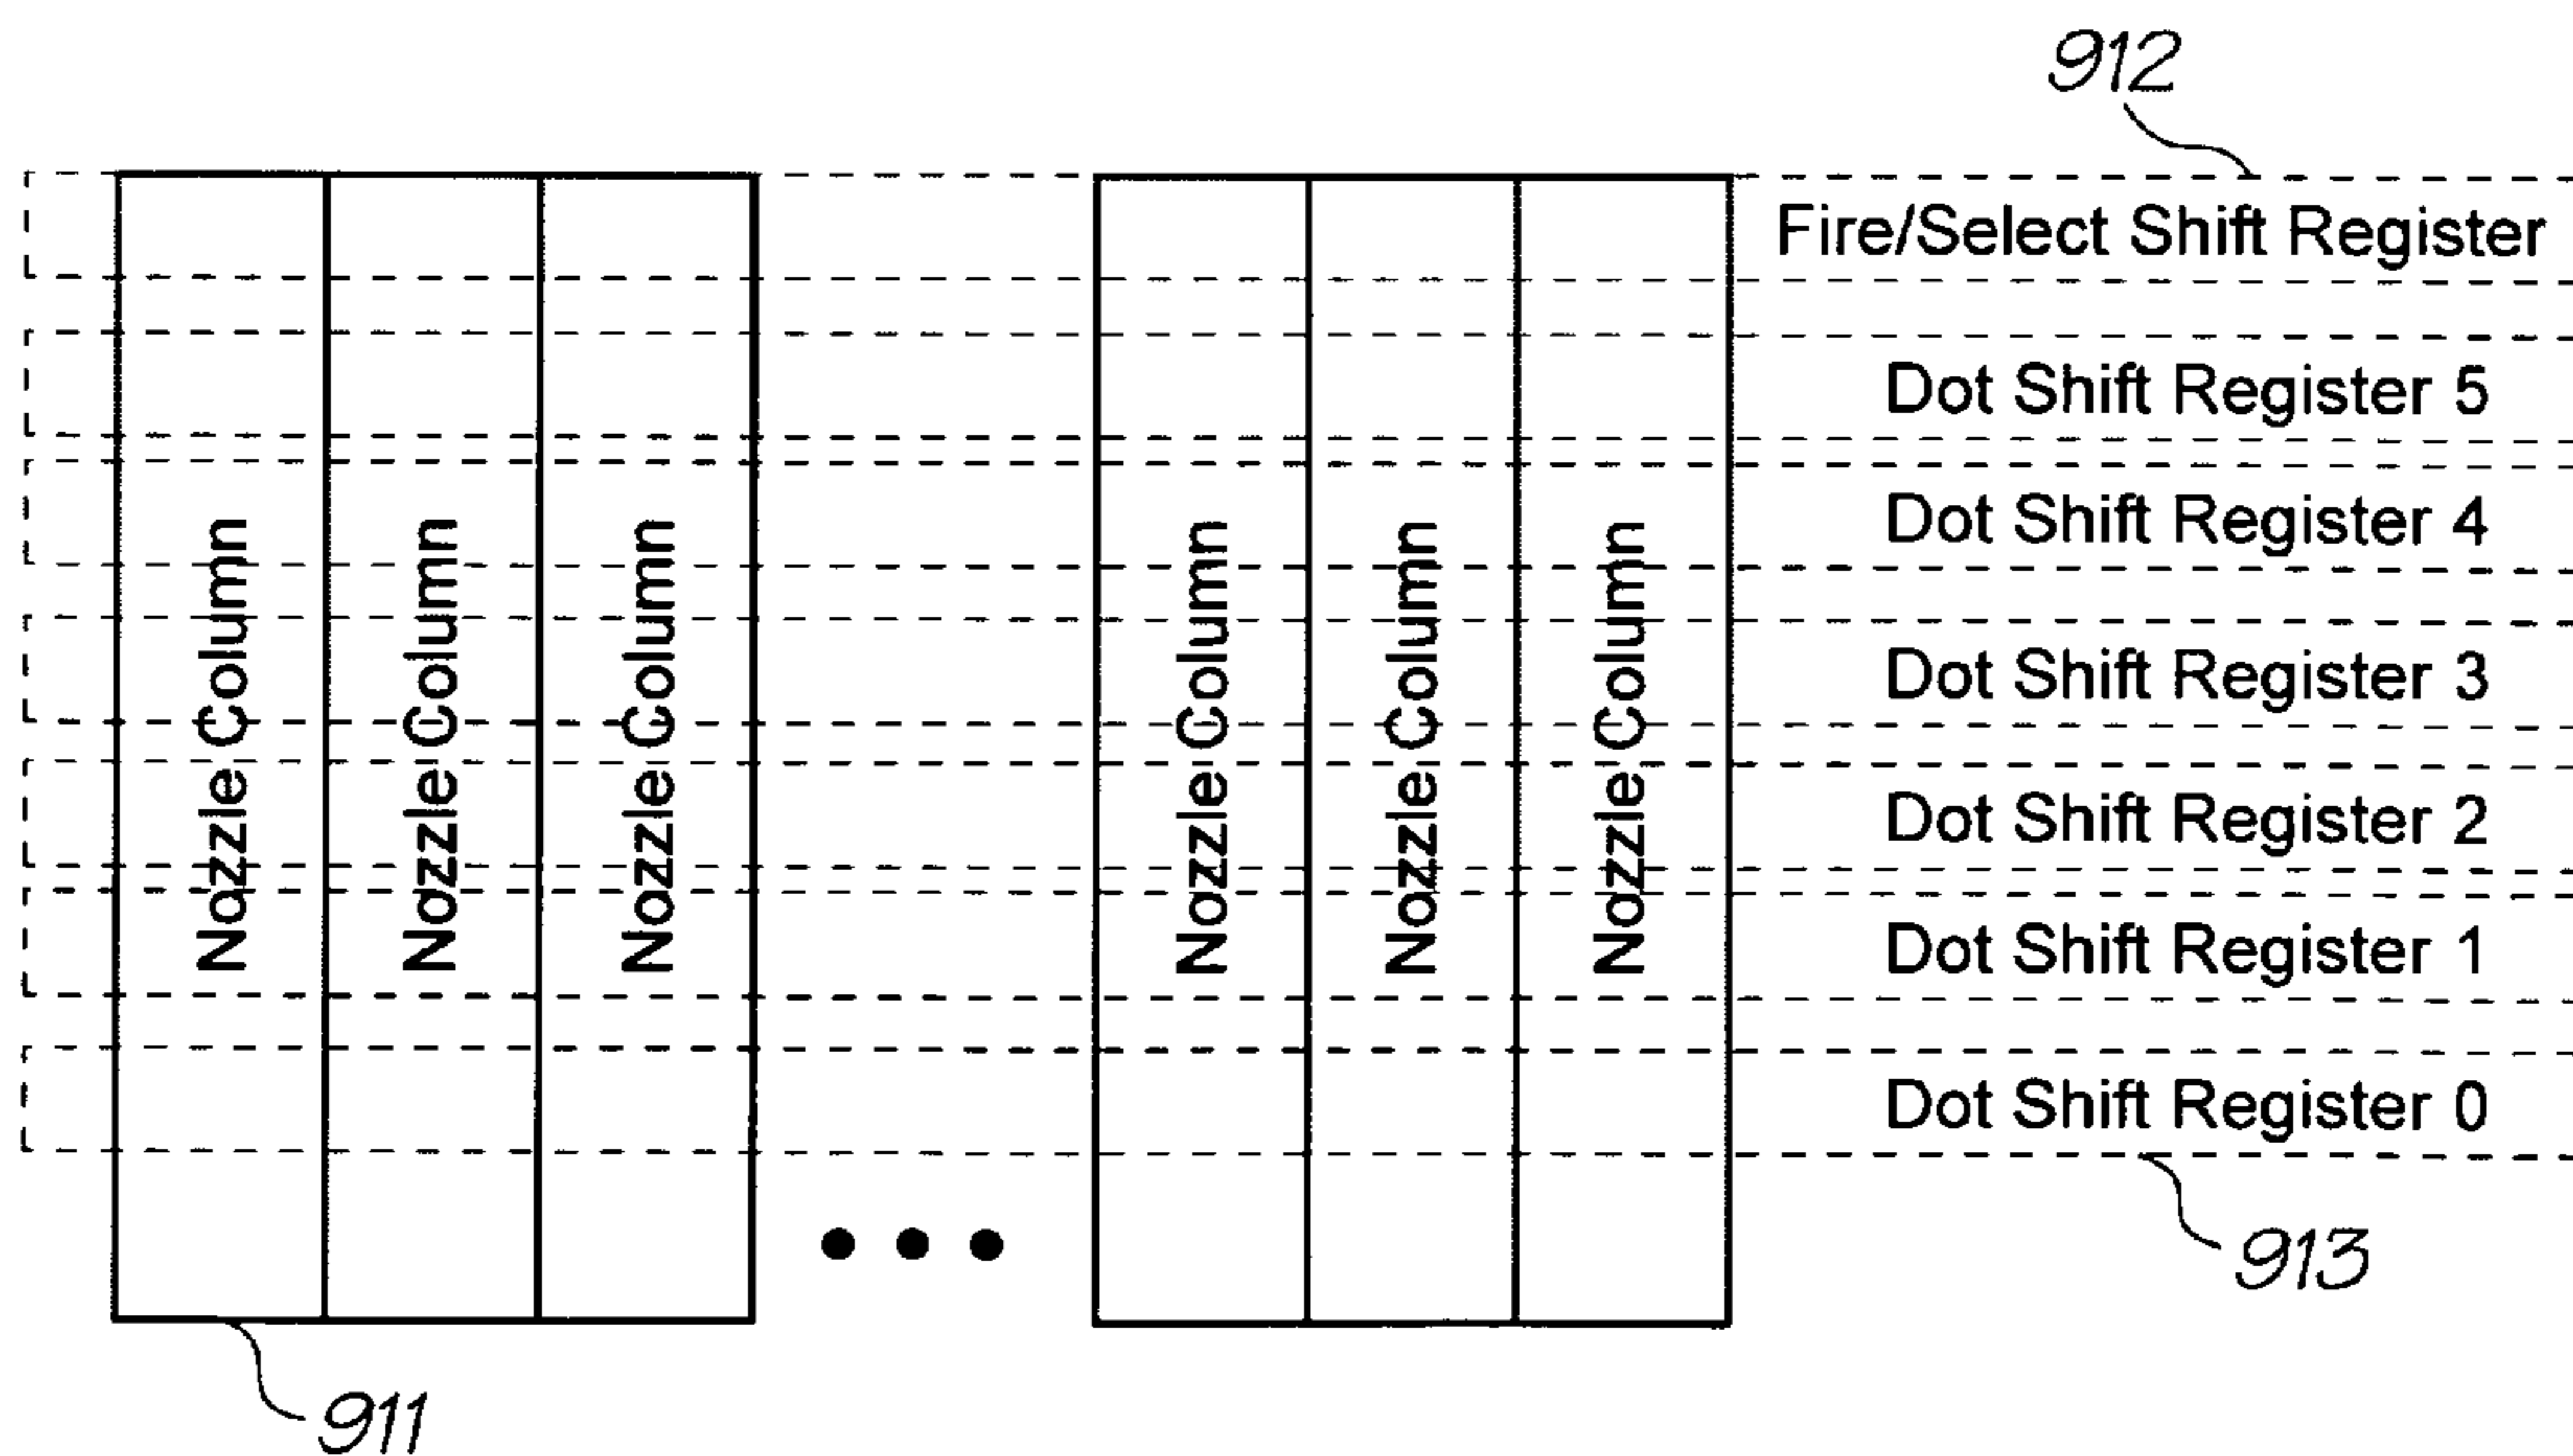 912
Fire/Select Shift Register
Dot Shift Register 5
Dot Shift Register 4
Dot Shift Register 3
Dot Shift Register 2
Dot Shift Register 1
Dot Shift Register 0
Nozzle Column
Nozzle Column
Nozzle Column
Nozzle Column
Nozzle Column
Nozzle Column
913
911